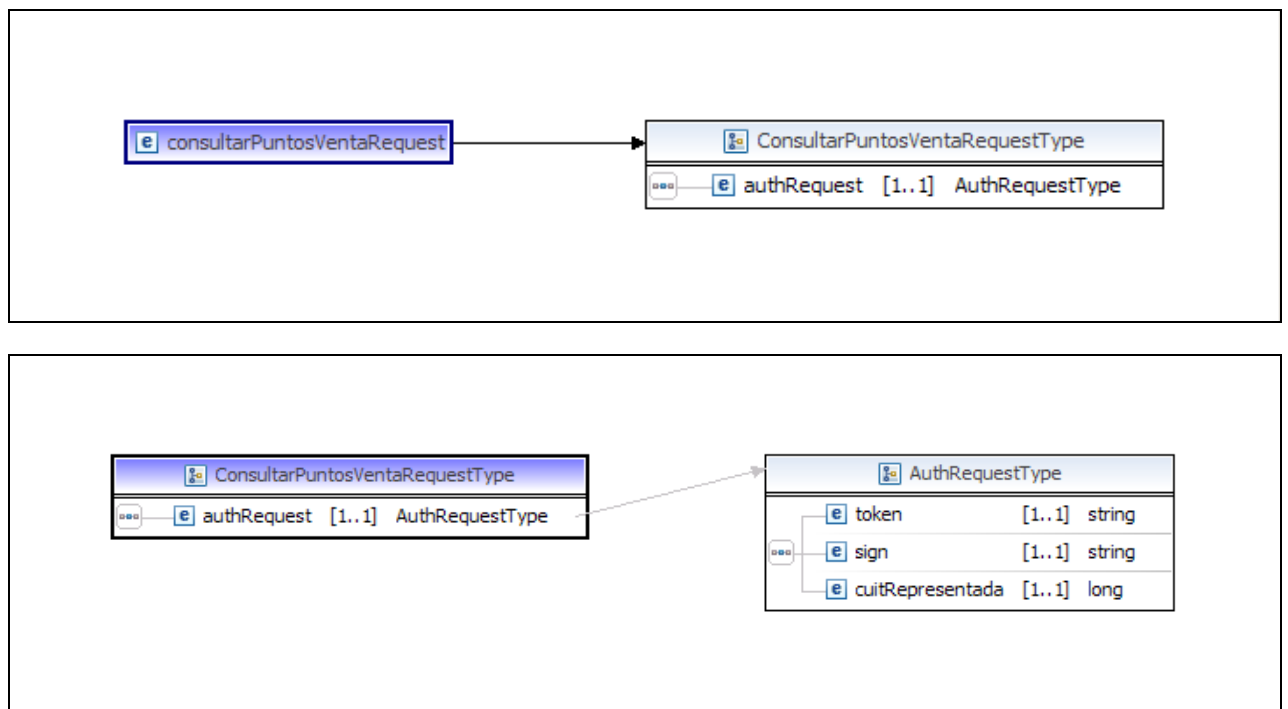 e consultarPuntosVentaRequest
ConsultarPuntosVentaRequestType
e authRequest [1..1] AuthRequestType
ConsultarPuntosVentaRequestType
e authRequest [1..1] AuthRequestType
AuthRequestType
e token [1..1] string
e sign [1..1] string
e cuitRepresentada [1..1] long